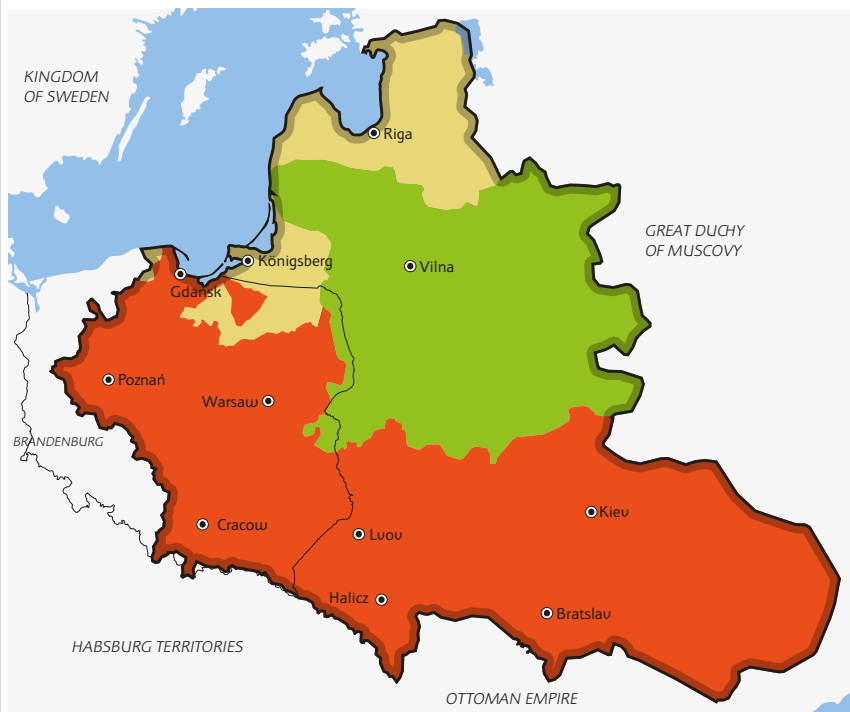 KINGDOM
OF SWEDEN
Riga
GREAT DUCHY
OF MUSCOVY
Königsberg
Vilna
Gdańsk
Poznań
Warsaw
BRANDENBURG
Kiev
Cracow
Lvov
Halicz
Bratslav
HABSBURG TERRITORIES
OTTOMAN EMPIRE